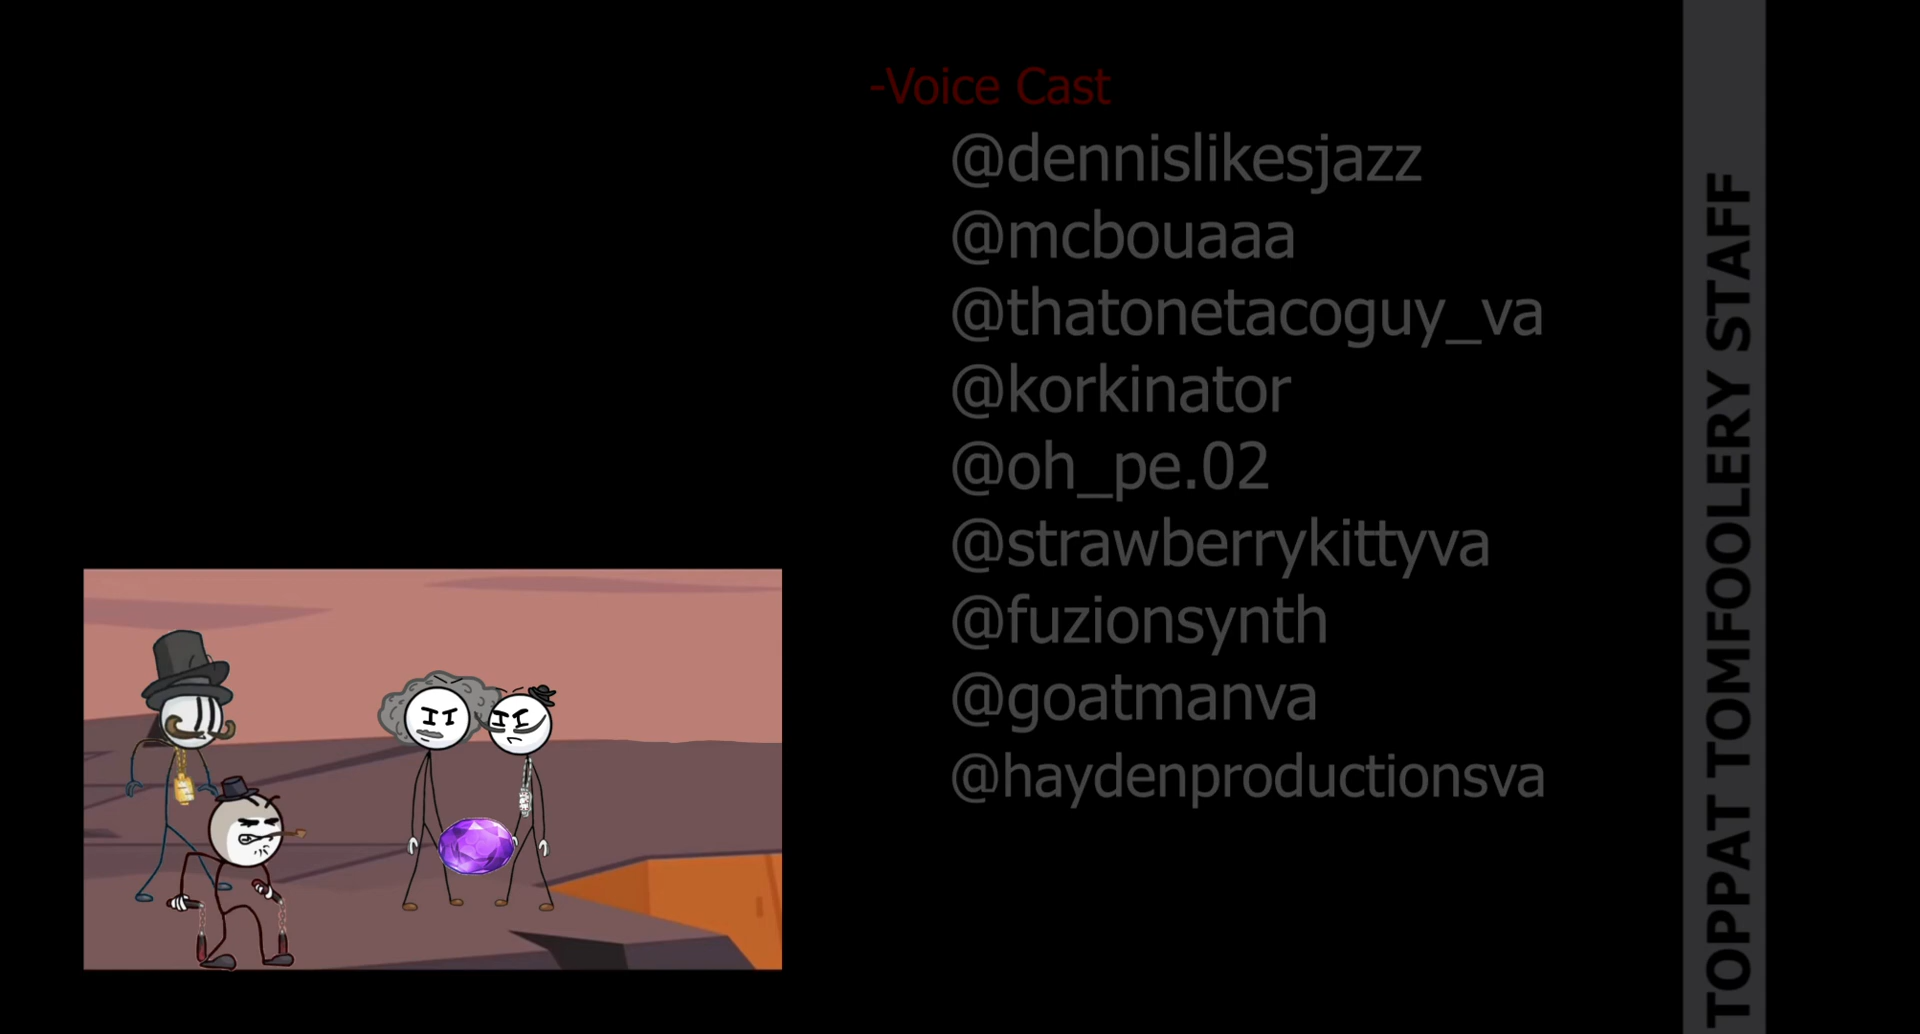 -Voice Cast
@dennislikesjazz
@mcbouaaa
@thatonetacoguy_va
@korkinator
@oh_pe.02
@strawberrykittyva
@fuzionsynth
@goatmanva
@haydenproductionsva
TOPPAT TOMFOOLERY STAFF